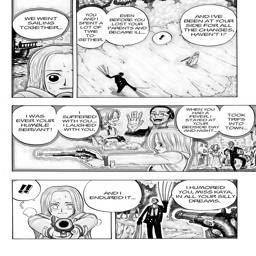 AND I'VE
BEEN AT YOUR
SIDE FOR ALL
THE CHANGES,
HAVEN'T I?
EVEN
BEFORE YOU
LOST YOUR
PARENTS AND
BECAME ILL...
YOU
AND I
SPENT A
LOT OF
TIME
TO-
GETHER.
WE WENT
SAILING
TOGETHER...
TOOK
TRIPS
INTO
TOWN...
WHEN YOU
HAD A
FEVER, I
STAYED AT
YOUR
BEDSIDE DAY
AND NIGHT.
SUFFERED
WITH YOU...
LAUGHED
WITH YOU.
I WAS
EVER YOUR
HUMBLE
SERVANT!
I HUMORED
YOU, MISS KAYA,
IN ALL YOUR
SILLY
DREAMS.
AND I
ENDURED IT...
!!